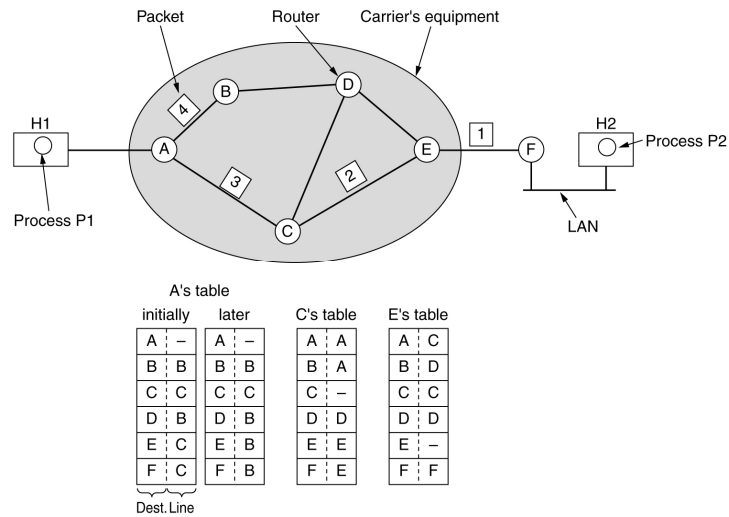 Packet Router Carrier's equipment
B D
4
H1 1 H2
Process P2
A E F
3 2
Process P1
C
LAN
A's table
initially later C's table E's table
A – A – A A A C
B B B B B A B D
C C C C C – C C
D B D B D D D D
E C E B E E E –
F C F B F E F F
Dest. Line